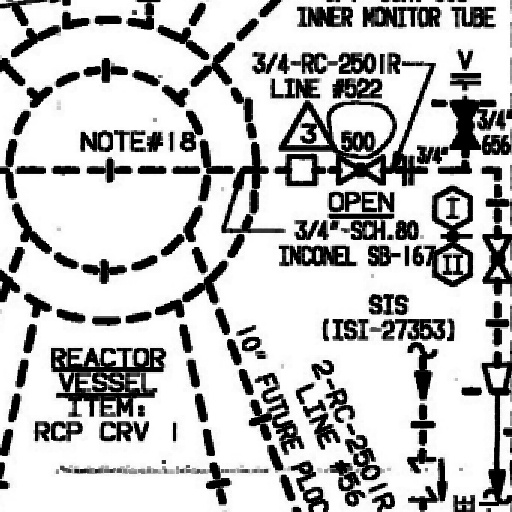 INNER MONITOR TUBE
3/4-RC-2501R
LINE #522
V
3/4"
656
3
500
3/4"
NOTE#18
OPEN
3/4"-SCH.80
INCONEL SB-167
I
II
SIS
(ISI-27353)
REACTOR
VESSEL
ITEM:
RCP CRV 1
10" FUTURE
2-RC-2501R
LINE #56